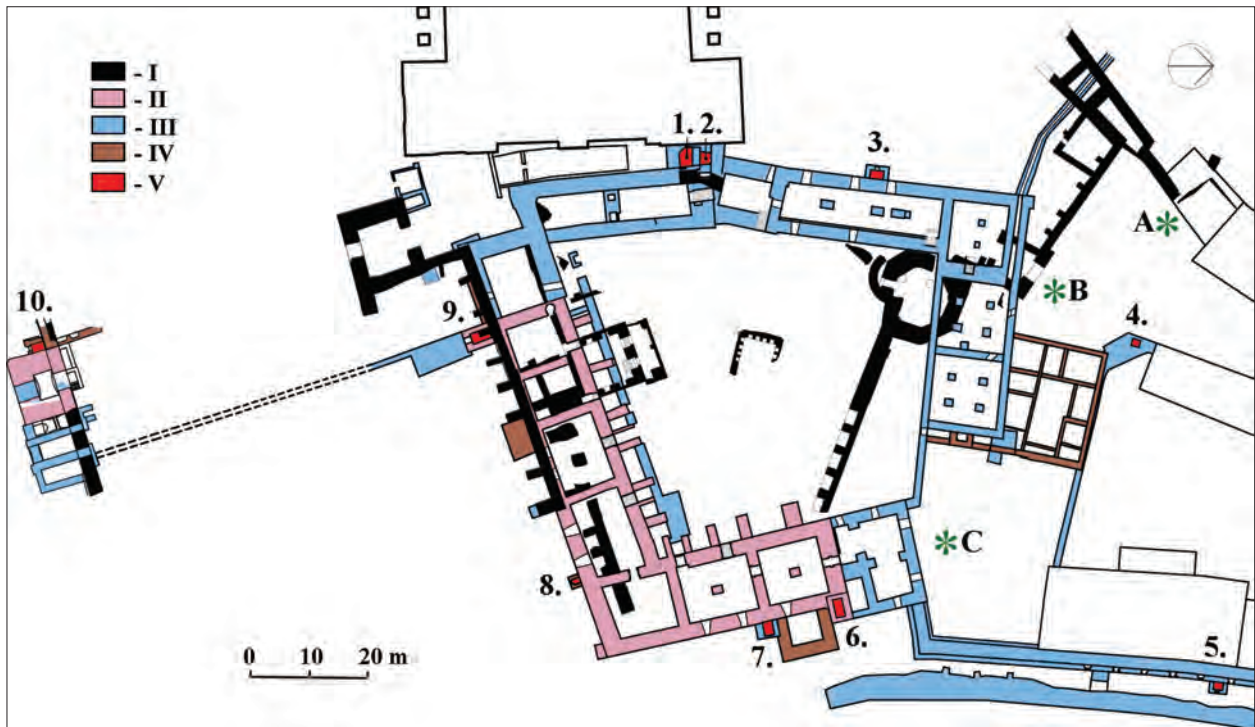 - I
- II
- III
- IV
- V
1. 2.
3.
A
B
4.
10.
9.
C
8.
7.
6.
5.
0 10 20 m